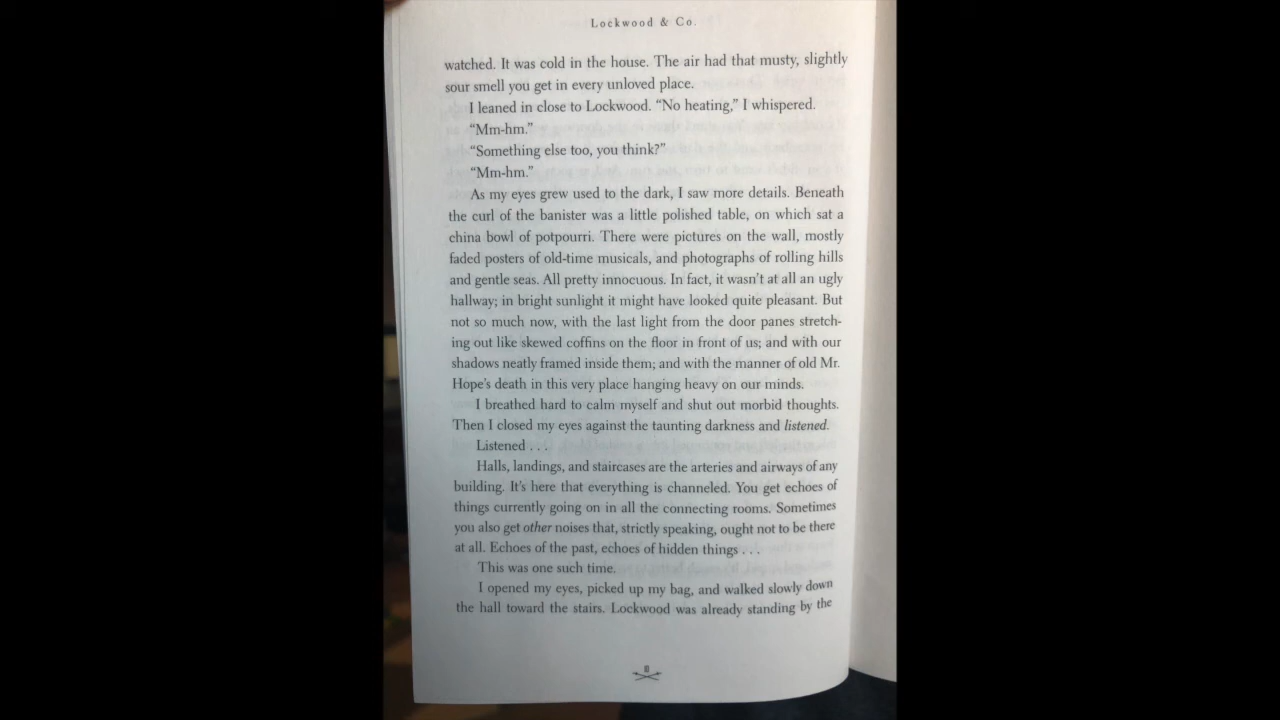 Lockwood & Co.
watched. It was cold in the house. The air had that musty, slightly
sour smell you get in every unloved place.
I leaned in close to Lockwood. “No heating,” I whispered.
“Mm-hm.”
“Something else too, you think?”
“Mm-hm.”
As my eyes grew used to the dark, I saw more details. Beneath
the curl of the banister was a little polished table, on which sat a
china bowl of potpourri. There were pictures on the wall, mostly
faded posters of old-time musicals, and photographs of rolling hills
and gentle seas. All pretty innocuous. In fact, it wasn’t at all an ugly
hallway; in bright sunlight it might have looked quite pleasant. But
not so much now, with the last light from the door panes stretch-
ing out like skewed coffins on the floor in front of us; and with our
shadows neatly framed inside them; and with the manner of old Mr.
Hope’s death in this very place hanging heavy on our minds.
I breathed hard to calm myself and shut out morbid thoughts.
Then I closed my eyes against the taunting darkness and listened.
Listened . . .
Halls, landings, and staircases are the arteries and airways of any
building. It’s here that everything is channeled. You get echoes of
things currently going on in all the connecting rooms. Sometimes
you also get other noises that, strictly speaking, ought not to be there
at all. Echoes of the past, echoes of hidden things . . .
This was one such time.
I opened my eyes, picked up my bag, and walked slowly down
the hall toward the stairs. Lockwood was already standing by the
10